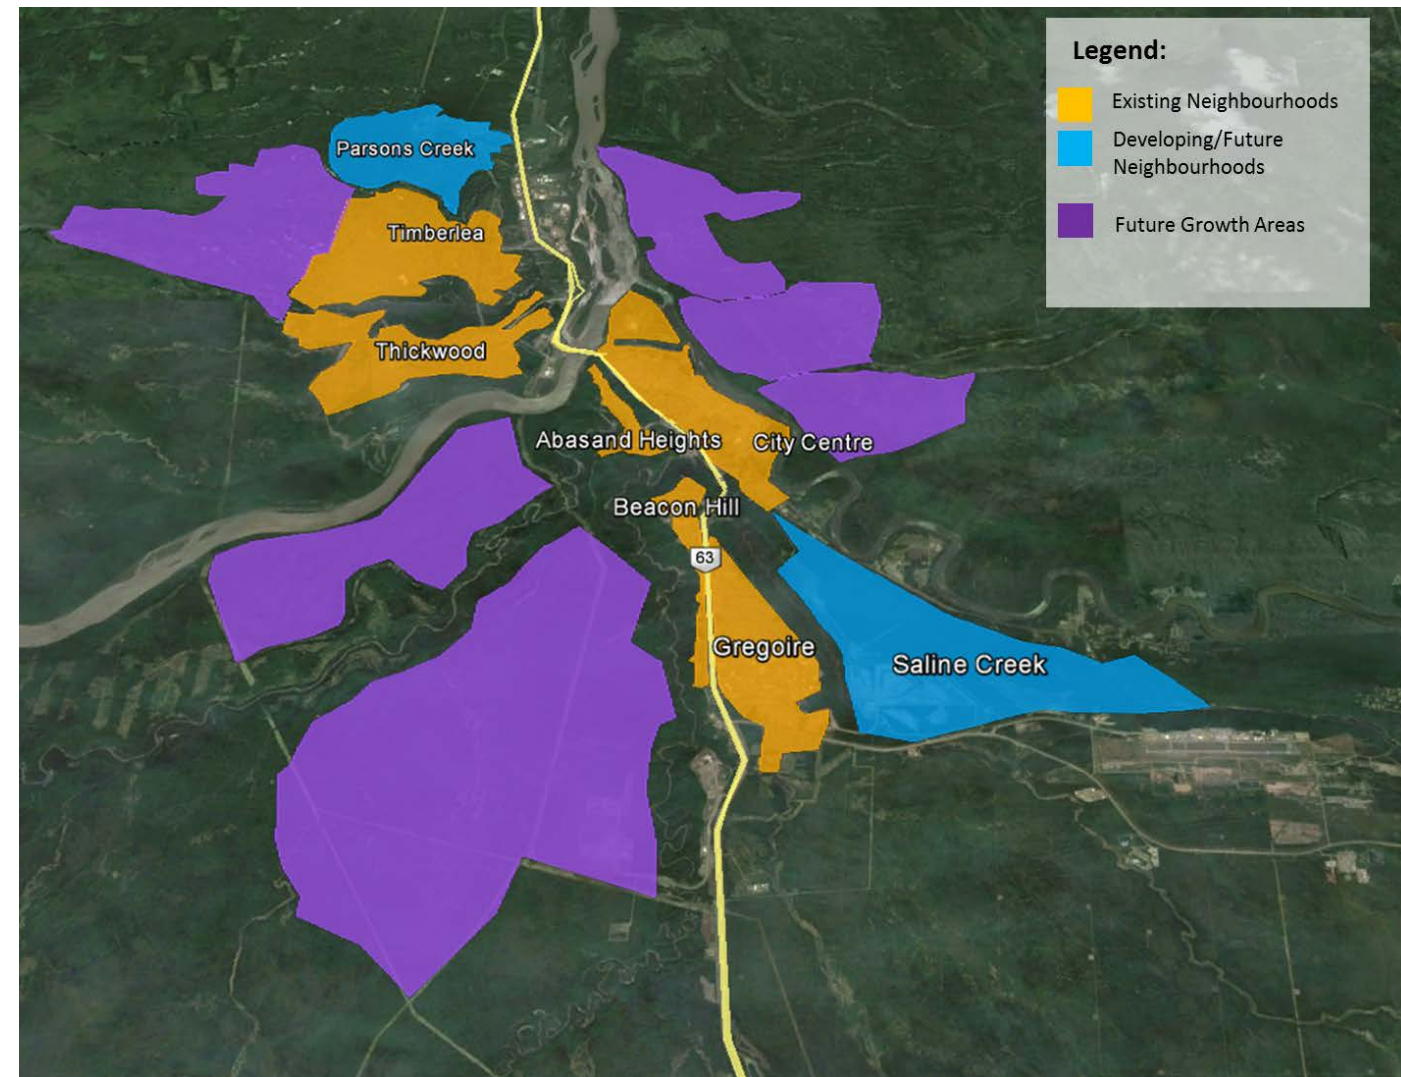 Legend:
Existing Neighbourhoods
Developing/Future
Neighbourhoods
Future Growth Areas
Parsons Creek
Timberlea
Thickwood
Abasand Heights
City Centre
Beacon Hill
63
Gregoire
Saline Creek